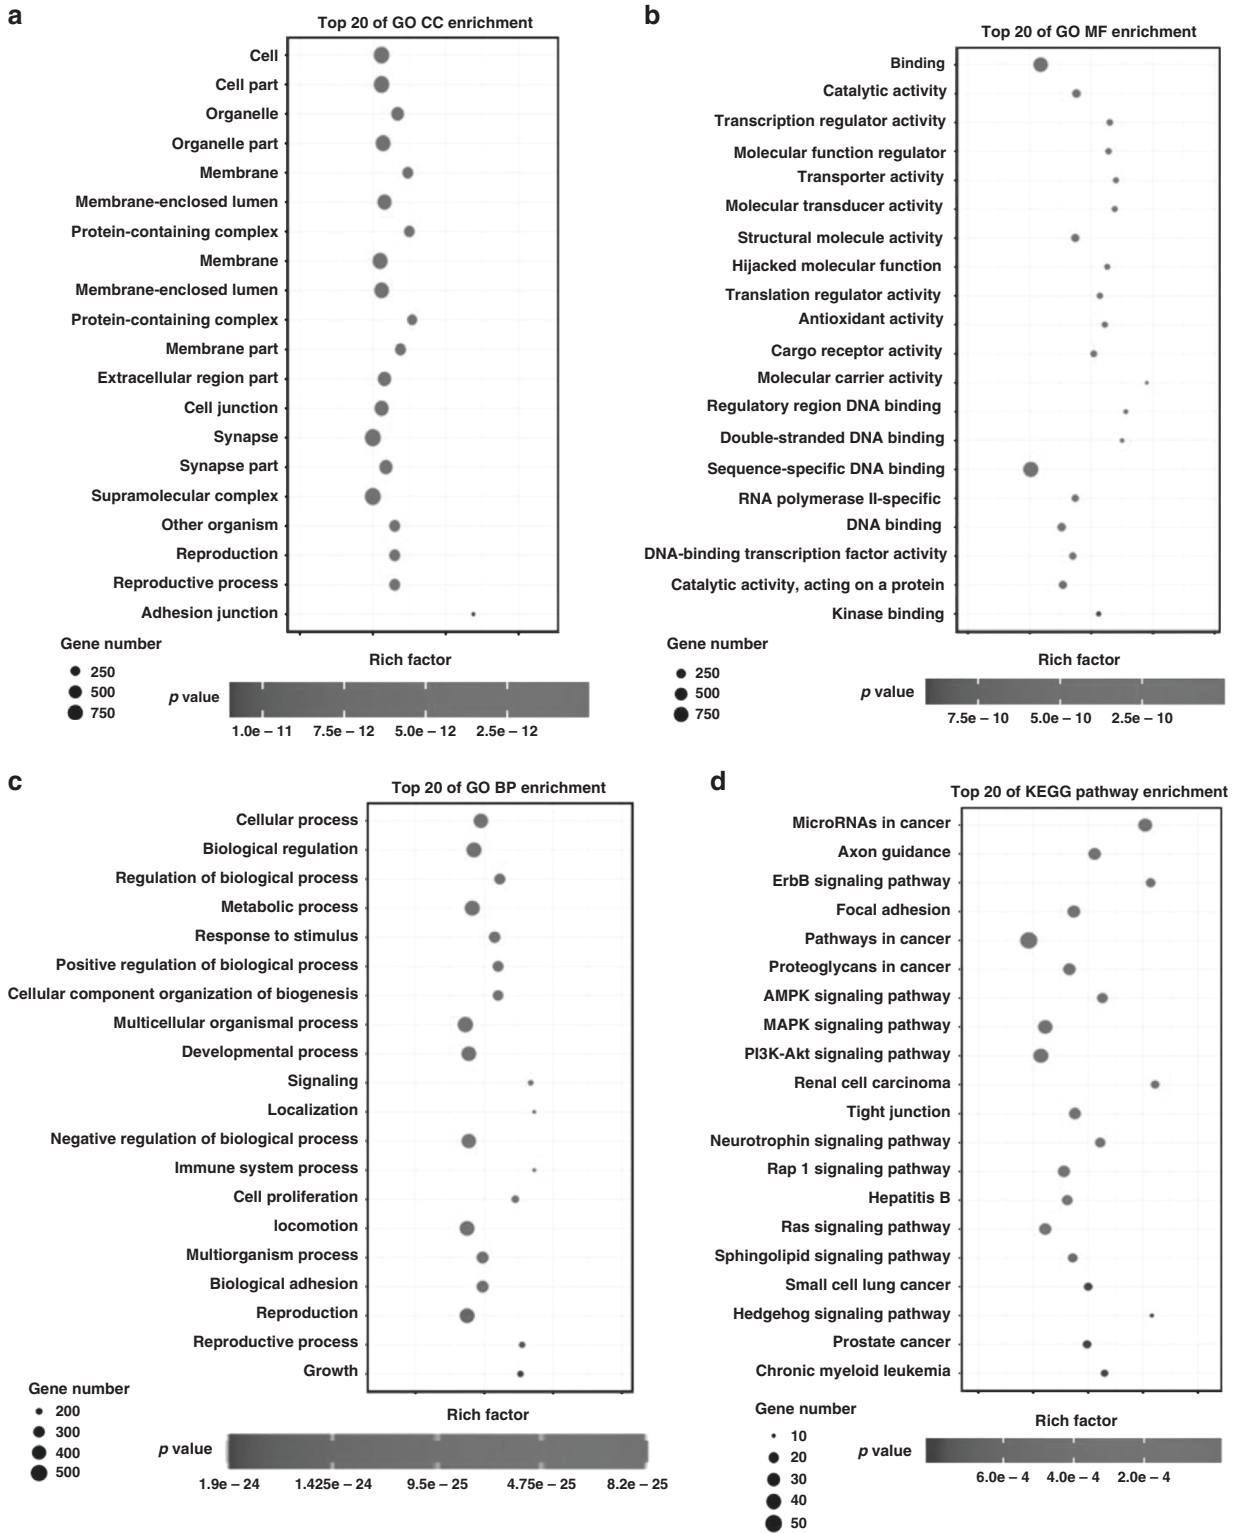 a
Top 20 of GO CC enrichment
Cell
Cell part
Organelle
Organelle part
Membrane
Membrane-enclosed lumen
Protein-containing complex
Membrane
Membrane-enclosed lumen
Protein-containing complex
Membrane part
Extracellular region part
Cell junction
Synapse
Synapse part
Supramolecular complex
Other organism
Reproduction
Reproductive process
Adhesion junction
Gene number
250
500
750
Rich factor
p value
1.0e – 11 7.5e – 12 5.0e – 12 2.5e – 12
b
Top 20 of GO MF enrichment
Binding
Catalytic activity
Transcription regulator activity
Molecular function regulator
Transporter activity
Molecular transducer activity
Structural molecule activity
Hijacked molecular function
Translation regulator activity
Antioxidant activity
Cargo receptor activity
Molecular carrier activity
Regulatory region DNA binding
Double-stranded DNA binding
Sequence-specific DNA binding
RNA polymerase II-specific
DNA binding
DNA-binding transcription factor activity
Catalytic activity, acting on a protein
Kinase binding
Gene number
250
500
750
Rich factor
p value
7.5e – 10 5.0e – 10 2.5e – 10
c
Top 20 of GO BP enrichment
Cellular process
Biological regulation
Regulation of biological process
Metabolic process
Response to stimulus
Positive regulation of biological process
Cellular component organization of biogenesis
Multicellular organismal process
Developmental process
Signaling
Localization
Negative regulation of biological process
Immune system process
Cell proliferation
locomotion
Multiorganism process
Biological adhesion
Reproduction
Reproductive process
Growth
Gene number
200
300
400
500
Rich factor
p value
1.9e – 24 1.425e – 24 9.5e – 25 4.75e – 25 8.2e – 25
d
Top 20 of KEGG pathway enrichment
MicroRNAs in cancer
Axon guidance
ErbB signaling pathway
Focal adhesion
Pathways in cancer
Proteoglycans in cancer
AMPK signaling pathway
MAPK signaling pathway
PI3K-Akt signaling pathway
Renal cell carcinoma
Tight junction
Neurotrophin signaling pathway
Rap 1 signaling pathway
Hepatitis B
Ras signaling pathway
Sphingolipid signaling pathway
Small cell lung cancer
Hedgehog signaling pathway
Prostate cancer
Chronic myeloid leukemia
Gene number
10
20
30
40
50
Rich factor
p value
6.0e – 4 4.0e – 4 2.0e – 4